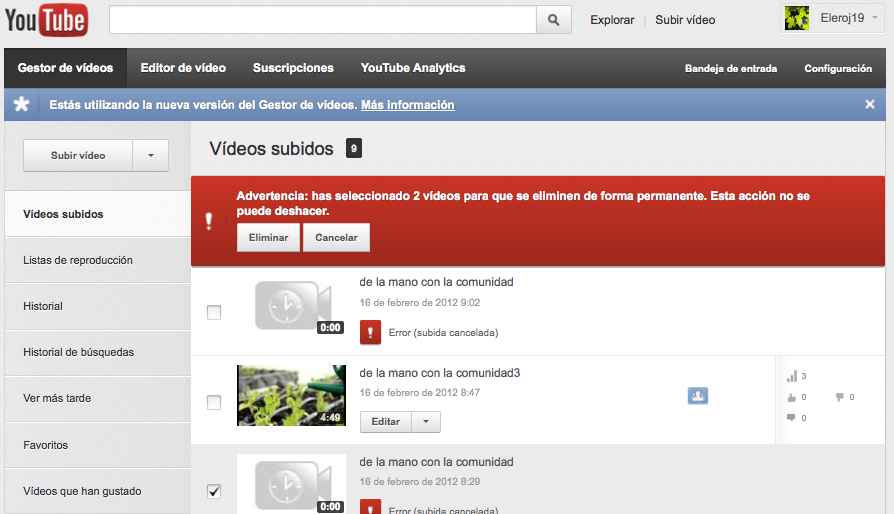 YouTube
Explorar
Subir vídeo
Eleroj19
Gestor de vídeos
Editor de vídeo
Suscripciones
YouTube Analytics
Bandeja de entrada
Configuración
Estás utilizando la nueva versión del Gestor de vídeos. Más información
Subir vídeo
Vídeos subidos 9
Advertencia: has seleccionado 2 vídeos para que se eliminen de forma permanente. Esta acción no se
puede deshacer.
Eliminar
Cancelar
Vídeos subidos
Listas de reproducción
Historial
Historial de búsquedas
Ver más tarde
Favoritos
Vídeos que han gustado
de la mano con la comunidad
16 de febrero de 2012 9:02
0:00
Error (subida cancelada)
de la mano con la comunidad3
16 de febrero de 2012 8:47
4:49
Editar
3
0
0
0
de la mano con la comunidad
16 de febrero de 2012 8:29
0:00
Error (subida cancelada)